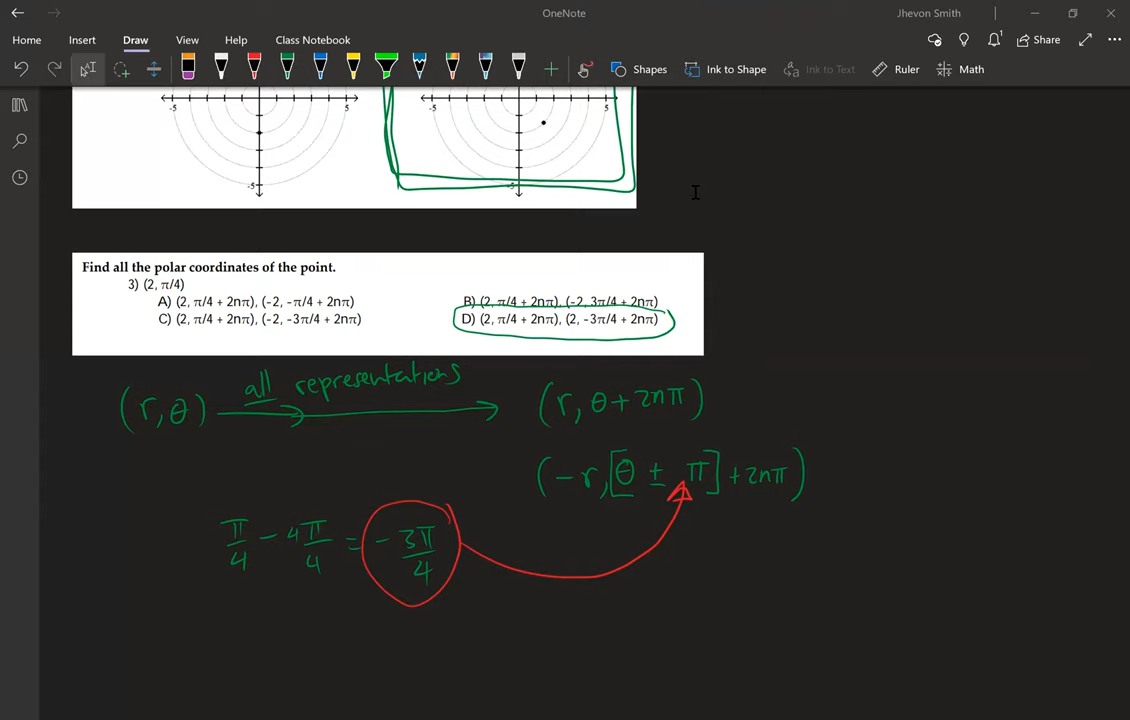 OneNote
Jhevon Smith
Home Insert Draw View Help Class Notebook
Share
Shapes Ink to Shape Ink to Text Ruler Math
-5 5 -5 5
-5 -5
Find all the polar coordinates of the point.
3) (2, π/4)
A) (2, π/4 + 2nπ), (-2, -π/4 + 2nπ) B) (2, π/4 + 2nπ), (-2, 3π/4 + 2nπ)
C) (2, π/4 + 2nπ), (-2, -3π/4 + 2nπ) D) (2, π/4 + 2nπ), (2, -3π/4 + 2nπ)
(r, θ) all representations (r, θ + 2nπ)
(-r, [θ ± π] + 2nπ)
π/4 - 4π/4 = - 3π/4